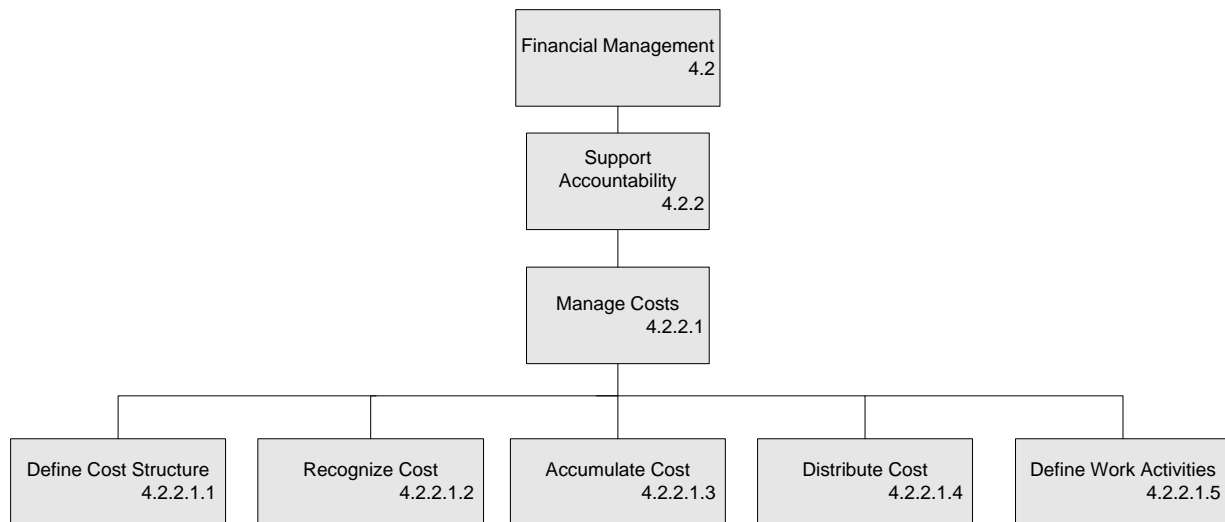 Financial Management
4.2
Support
Accountability
4.2.2
Manage Costs
4.2.2.1
Define Cost Structure
4.2.2.1.1
Recognize Cost
4.2.2.1.2
Accumulate Cost
4.2.2.1.3
Distribute Cost
4.2.2.1.4
Define Work Activities
4.2.2.1.5